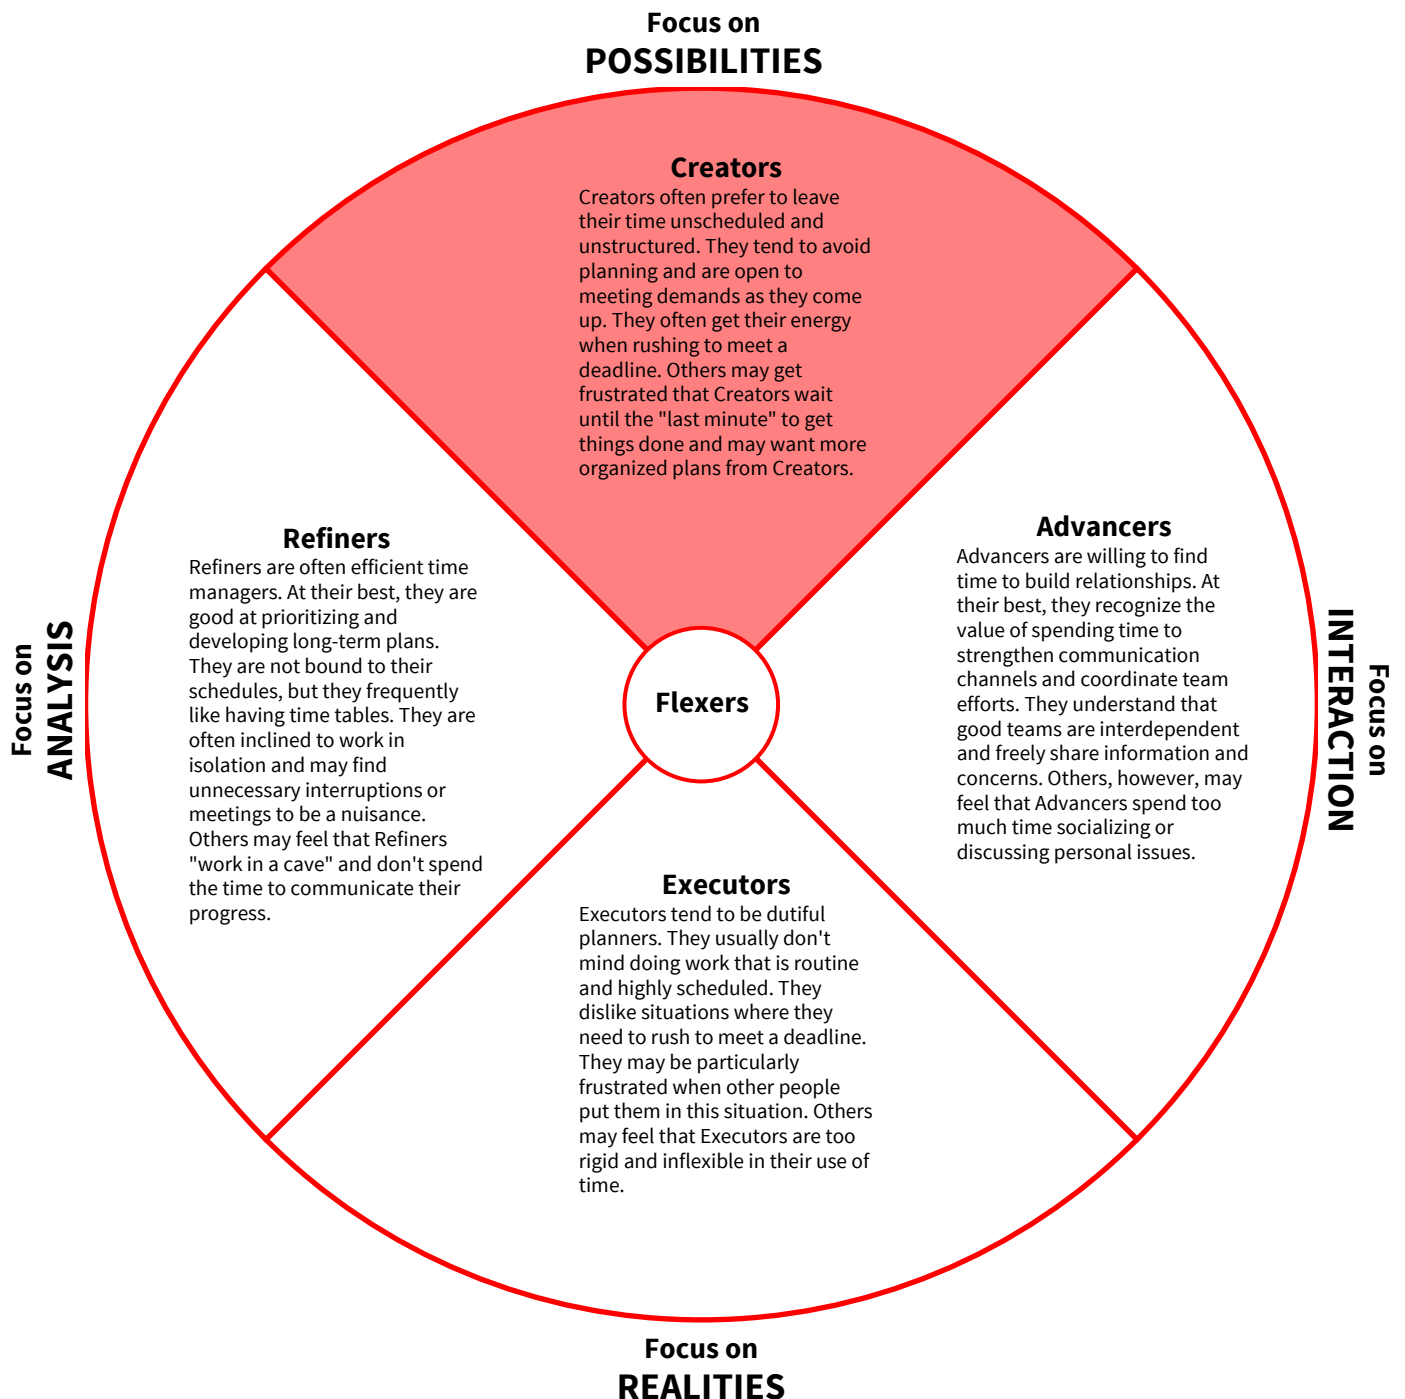 Focus on
POSSIBILITIES
Creators
Creators often prefer to leave
their time unscheduled and
unstructured. They tend to avoid
planning and are open to
meeting demands as they come
up. They often get their energy
when rushing to meet a
deadline. Others may get
frustrated that Creators wait
until the "last minute" to get
things done and may want more
organized plans from Creators.
Focus on
ANALYSIS
Refiners
Refiners are often efficient time
managers. At their best, they are
good at prioritizing and
developing long-term plans.
They are not bound to their
schedules, but they frequently
like having time tables. They are
often inclined to work in
isolation and may find
unnecessary interruptions or
meetings to be a nuisance.
Others may feel that Refiners
"work in a cave" and don't spend
the time to communicate their
progress.
Flexers
Advancers
Advancers are willing to find
time to build relationships. At
their best, they recognize the
value of spending time to
strengthen communication
channels and coordinate team
efforts. They understand that
good teams are interdependent
and freely share information and
concerns. Others, however, may
feel that Advancers spend too
much time socializing or
discussing personal issues.
Focus on
INTERACTION
Executors
Executors tend to be dutiful
planners. They usually don't
mind doing work that is routine
and highly scheduled. They
dislike situations where they
need to rush to meet a deadline.
They may be particularly
frustrated when other people
put them in this situation. Others
may feel that Executors are too
rigid and inflexible in their use of
time.
Focus on
REALITIES